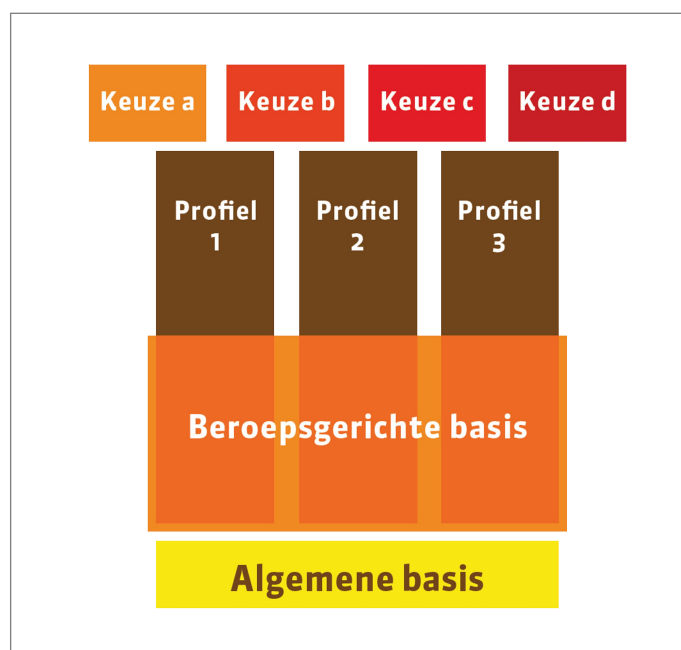 Keuze a
Keuze b
Keuze c
Keuze d
Profiel
1
Profiel
2
Profiel
3
Beroepsgerichte basis
Algemene basis